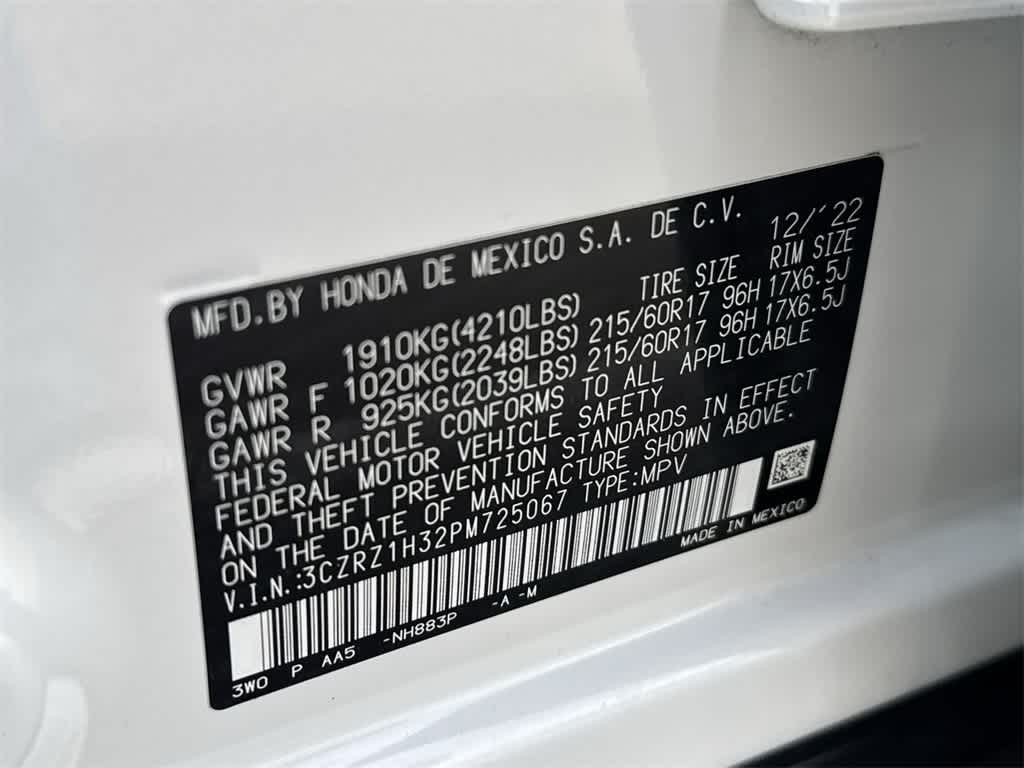 MFD.BY HONDA DE MEXICO S.A. DE C.V. 12/'22
TIRE SIZE RIM SIZE
GVWR 1910KG(4210LBS)
GAWR F 1020KG(2248LBS) 215/60R17 96H 17X6.5J
GAWR R 925KG(2039LBS) 215/60R17 96H 17X6.5J
THIS VEHICLE CONFORMS TO ALL APPLICABLE
FEDERAL MOTOR VEHICLE SAFETY
AND THEFT PREVENTION STANDARDS IN EFFECT
ON THE DATE OF MANUFACTURE SHOWN ABOVE.
V.I.N.:3CZRZ1H32PM725067 TYPE:MPV
MADE IN MEXICO
3W0 P AA5 -NH883P -A -M